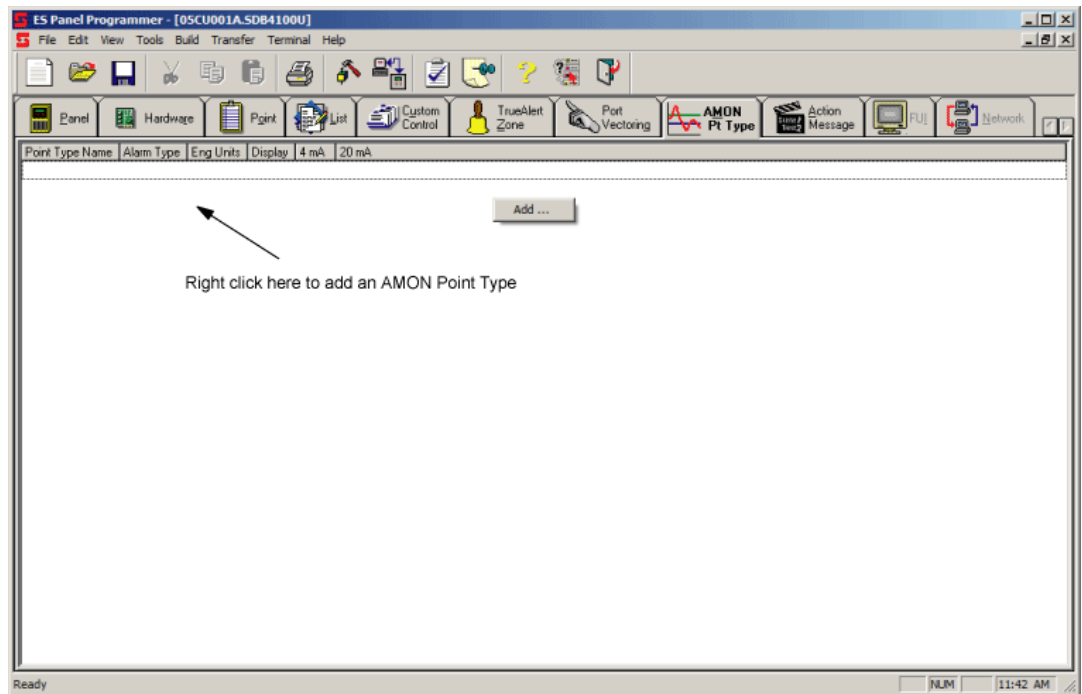 ES Panel Programmer - [05CU001A.SDB4100U]
File Edit View Tools Build Transfer Terminal Help
Panel Hardware Point List Custom Control TrueAlert Zone Port Vectoring AMON Pt Type Action Message FUI Network
Point Type Name Alarm Type Eng Units Display 4 mA 20 mA
Add ...
Right click here to add an AMON Point Type
Ready NUM 11:42 AM